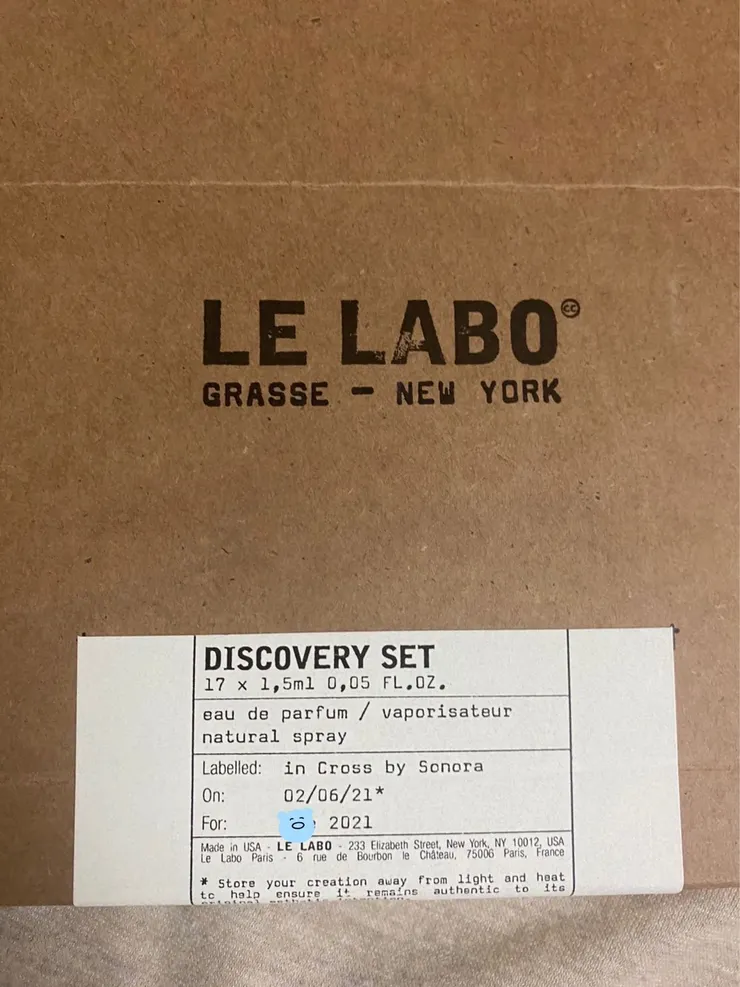 LE LABO
GRASSE — NEW YORK
DISCOVERY SET
17 x 1,5ml 0,05 FL.OZ.
eau de parfum / vaporisateur
natural spray
Labelled: in Cross by Sonora
On: 02/06/21*
For: 2021
Made in USA - LE LABO - 233 Elizabeth Street, New York, NY 10012, USA
Le Labo Paris - 6 rue de Bourbon le Château, 75006 Paris, France
* Store your creation away from light and heat
to help ensure it remains authentic to its